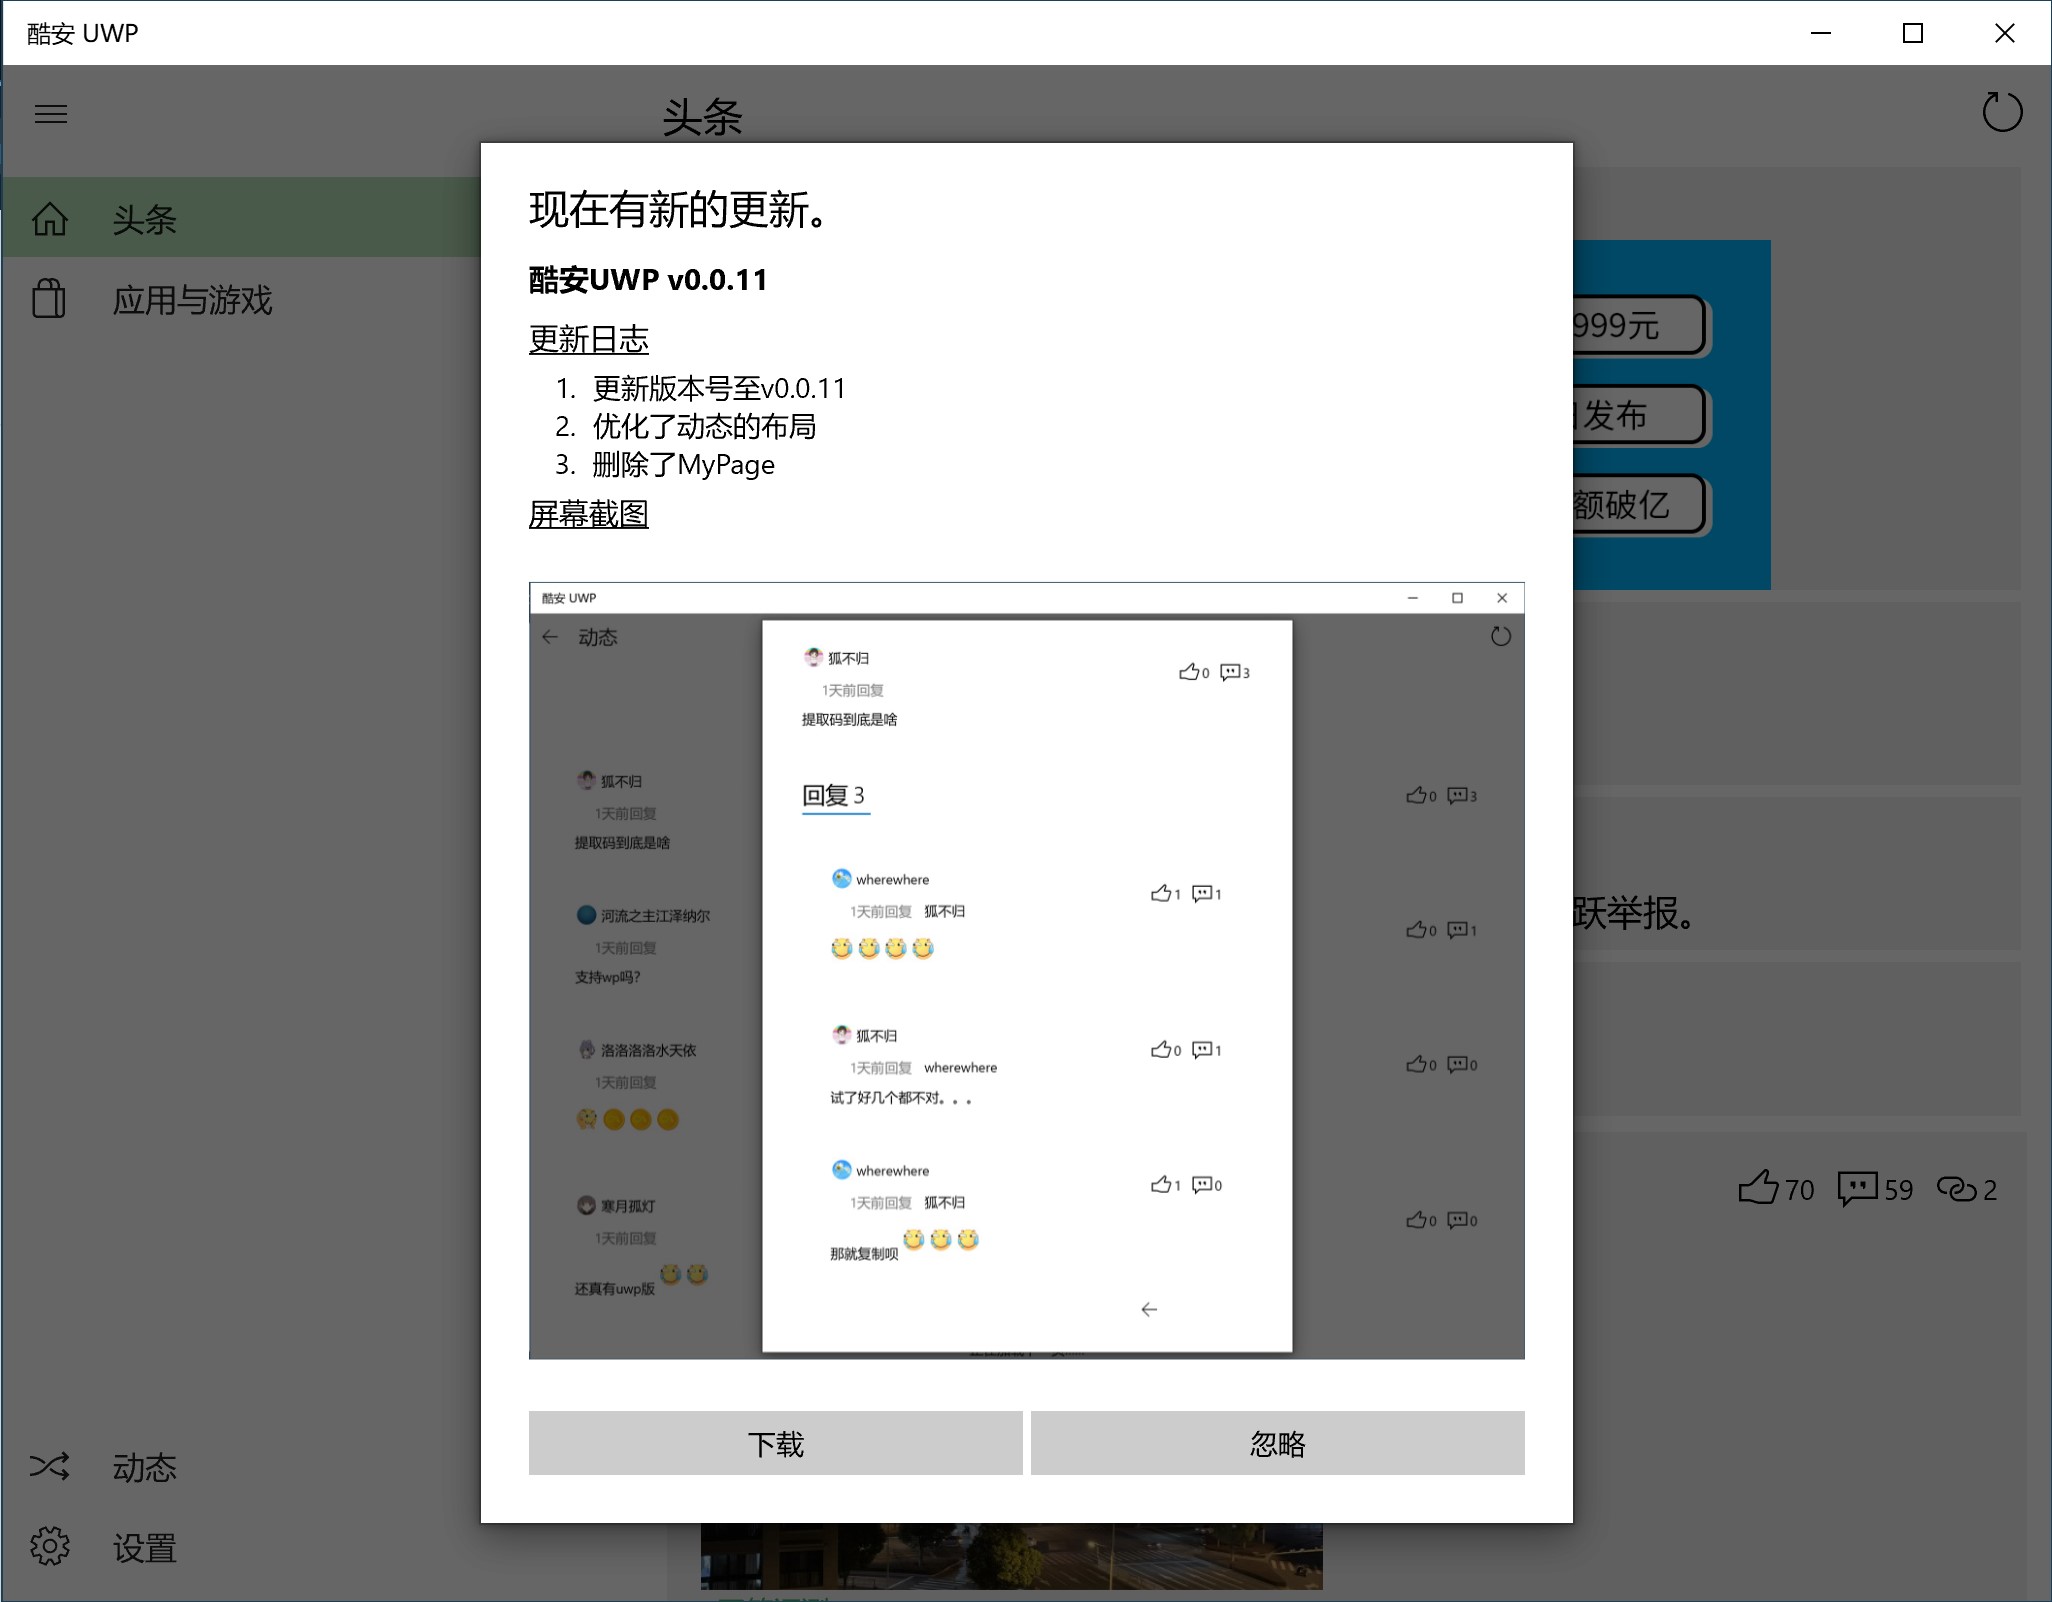 酷安 UWP
头条
头条
应用与游戏
999元
发布
额破亿
跃举报。
70 59 2
动态
设置
现在有新的更新。
酷安UWP v0.0.11
更新日志
1. 更新版本号至v0.0.11
2. 优化了动态的布局
3. 删除了MyPage
屏幕截图
酷安 UWP
动态
狐不归
1天前回复
提取码到底是啥
0 3
河流之主江泽纳尔
1天前回复
支持wp吗?
0 1
洛洛洛洛水天依
1天前回复
0 0
寒月孤灯
1天前回复
还真有uwp版
0 0
狐不归
0 3
1天前回复
提取码到底是啥
回复 3
wherewhere
1 1
1天前回复 狐不归
狐不归
0 1
1天前回复 wherewhere
试了好几个都不对。。。
wherewhere
1 0
1天前回复 狐不归
那就复制呗
下载
忽略